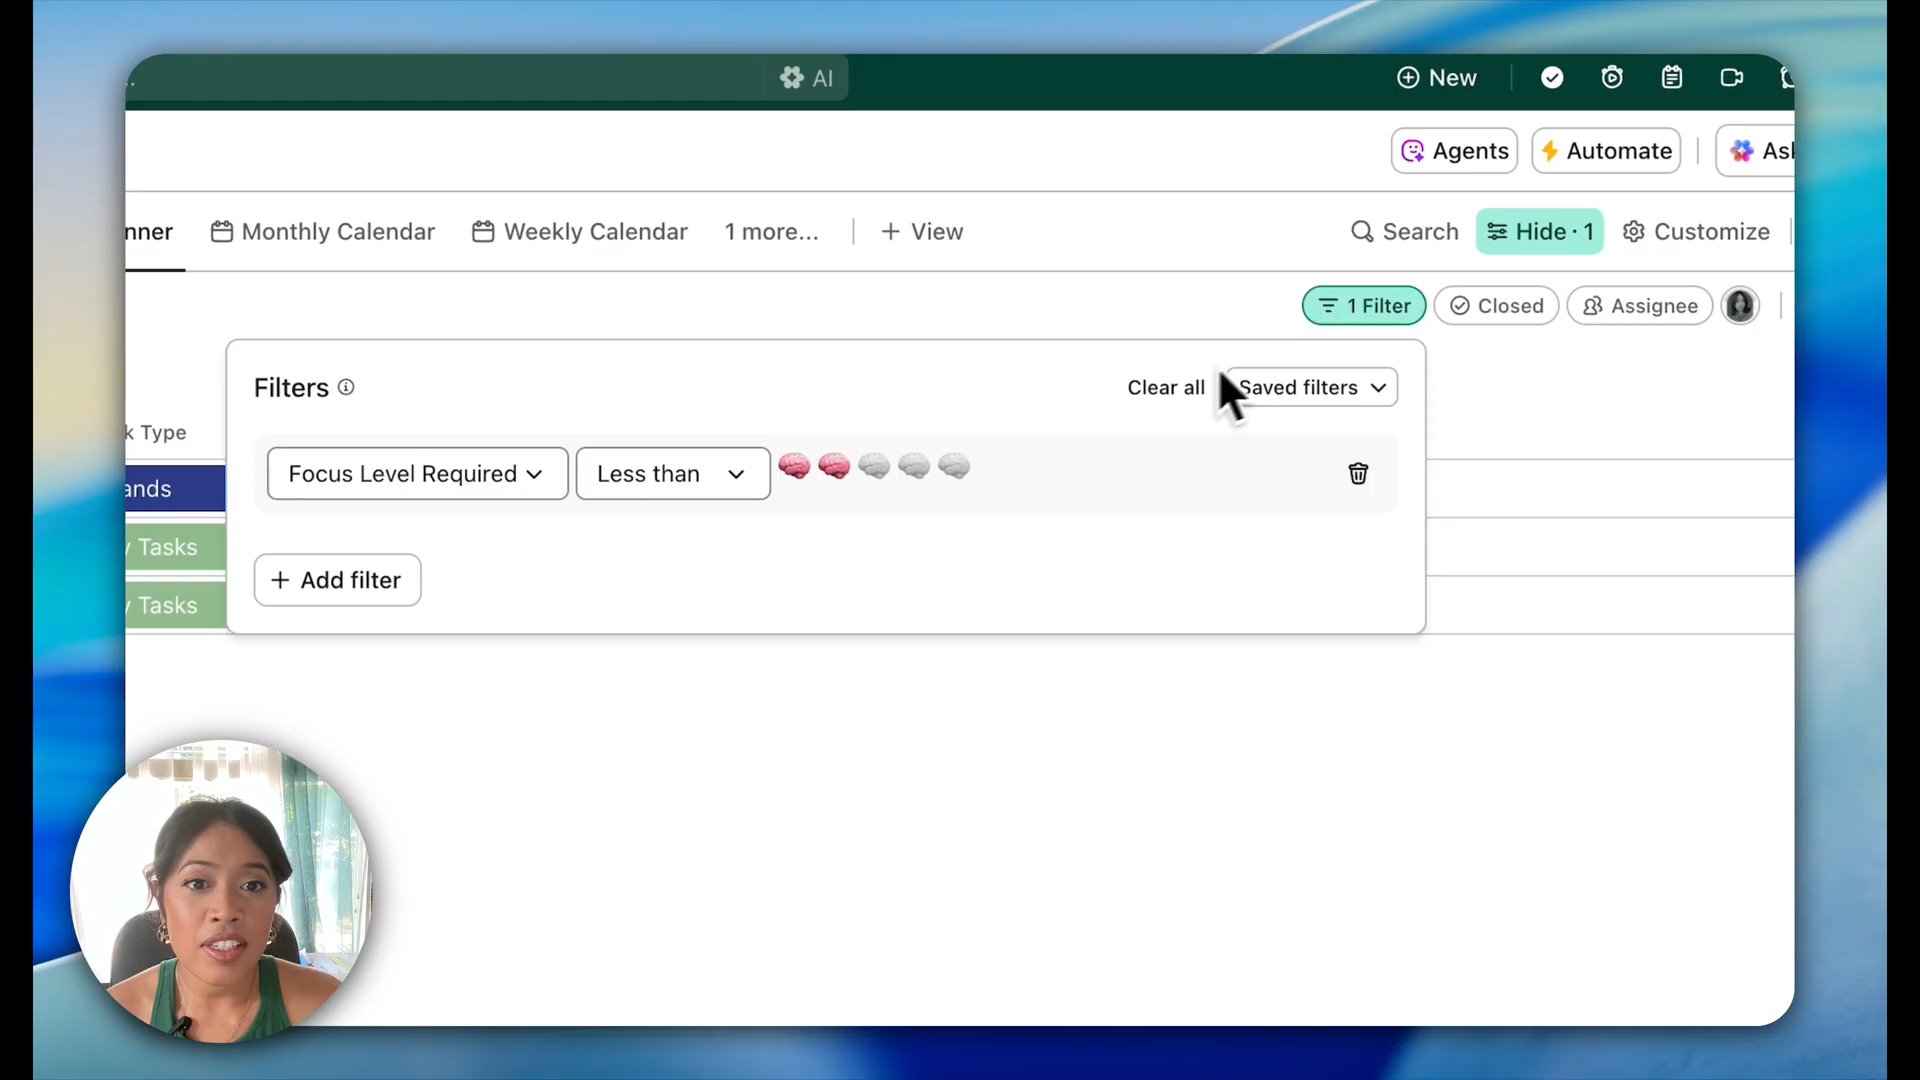 AI
New
Agents
Automate
Ask
nner
Monthly Calendar
Weekly Calendar
1 more...
+ View
Search
Hide · 1
Customize
1 Filter
Closed
Assignee
Filters
Clear all
Saved filters
k Type
Focus Level Required
Less than
ands
y Tasks
+ Add filter
y Tasks